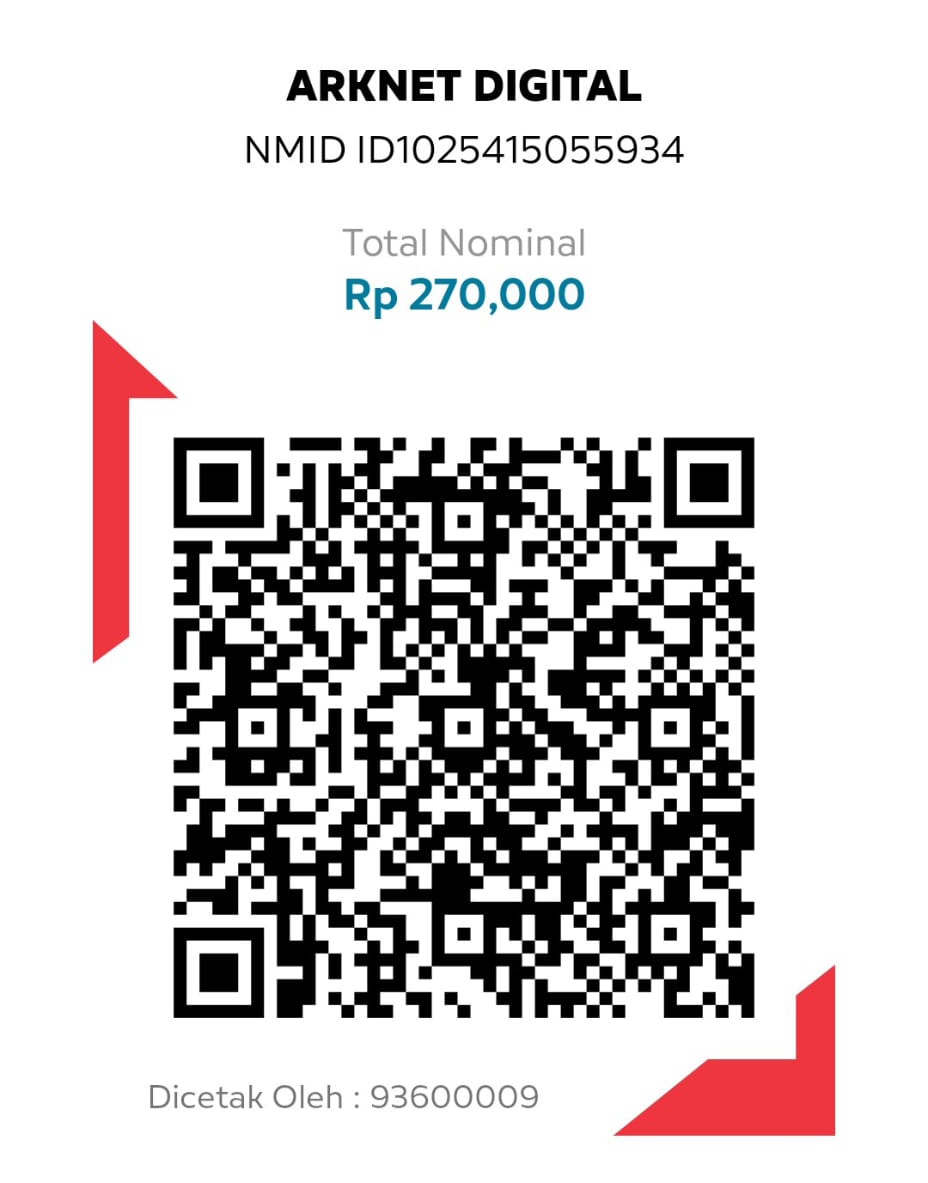 ARKNET DIGITAL
NMID ID1025415055934
Total Nominal
Rp 270,000
Dicetak Oleh : 93600009